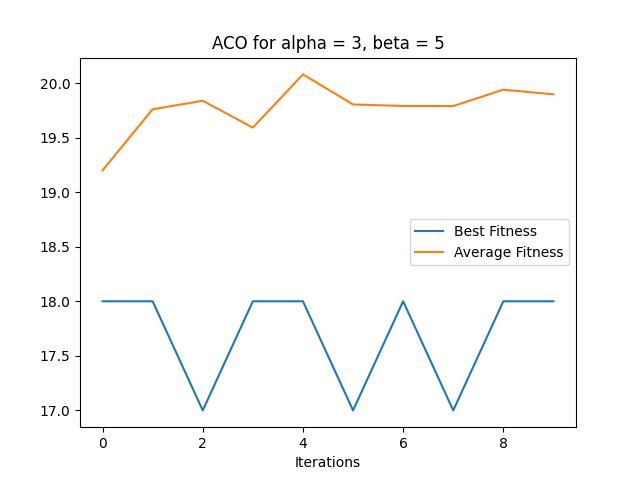 ACO for alpha = 3, beta = 5
20.0
19.5
19.0
18.5
18.0
17.5
17.0
Best Fitness
Average Fitness
0 2 4 6 8
Iterations